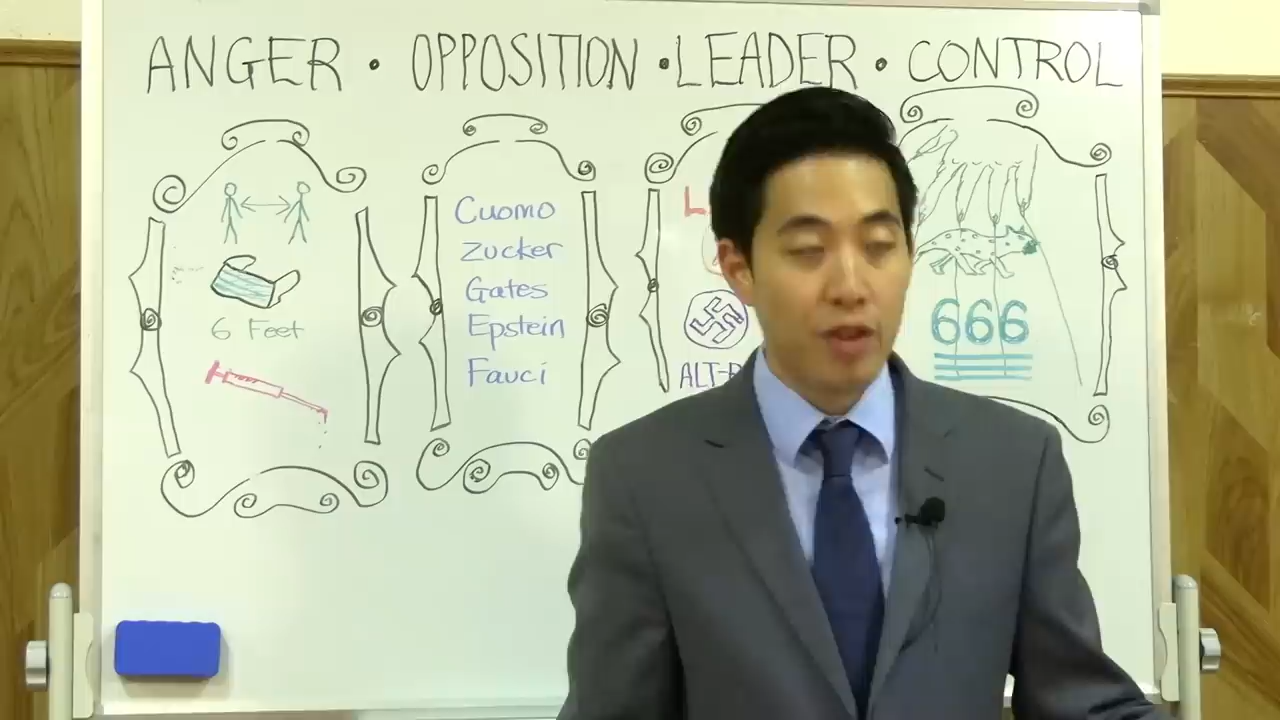 ANGER • OPPOSITION • LEADER • CONTROL
6 Feet
Cuomo
Zucker
Gates
Epstein
Fauci
666